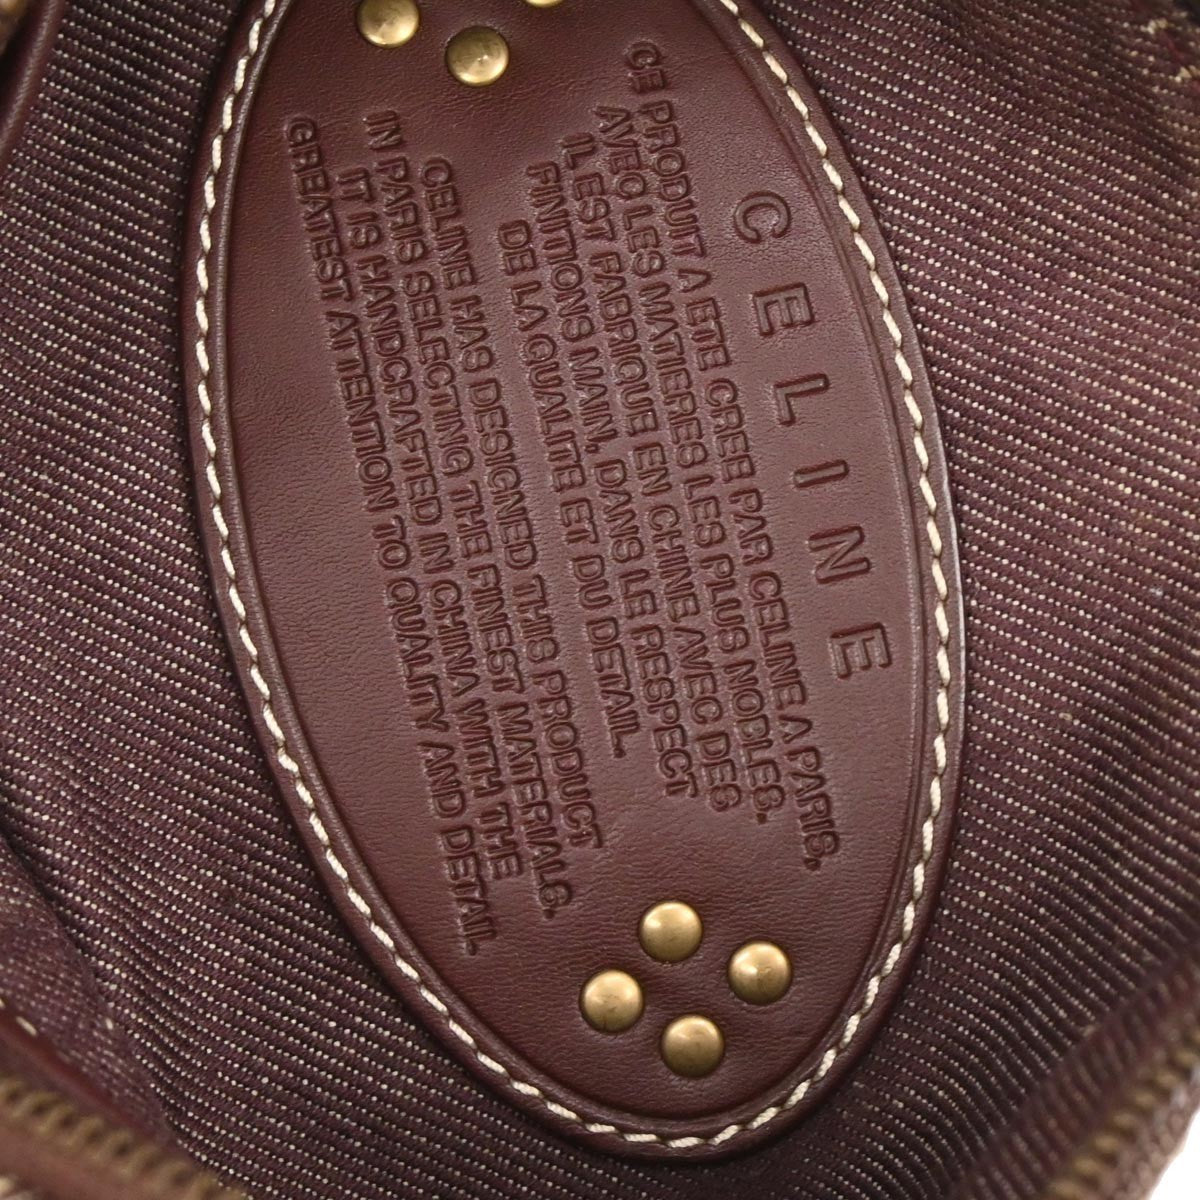 CELINE
CE PRODUIT A ETE CREE PAR CELINE A PARIS,
AVEC LES MATIERES LES PLUS NOBLES.
IL EST FABRIQUE EN CHINE AVEC DES
FINITIONS MAIN, DANS LE RESPECT
DE LA QUALITE ET DU DETAIL.
CELINE HAS DESIGNED THIS PRODUCT
IN PARIS SELECTING THE FINEST MATERIALS.
IT IS HANDCRAFTED IN CHINA WITH THE
GREATEST ATTENTION TO QUALITY AND DETAIL